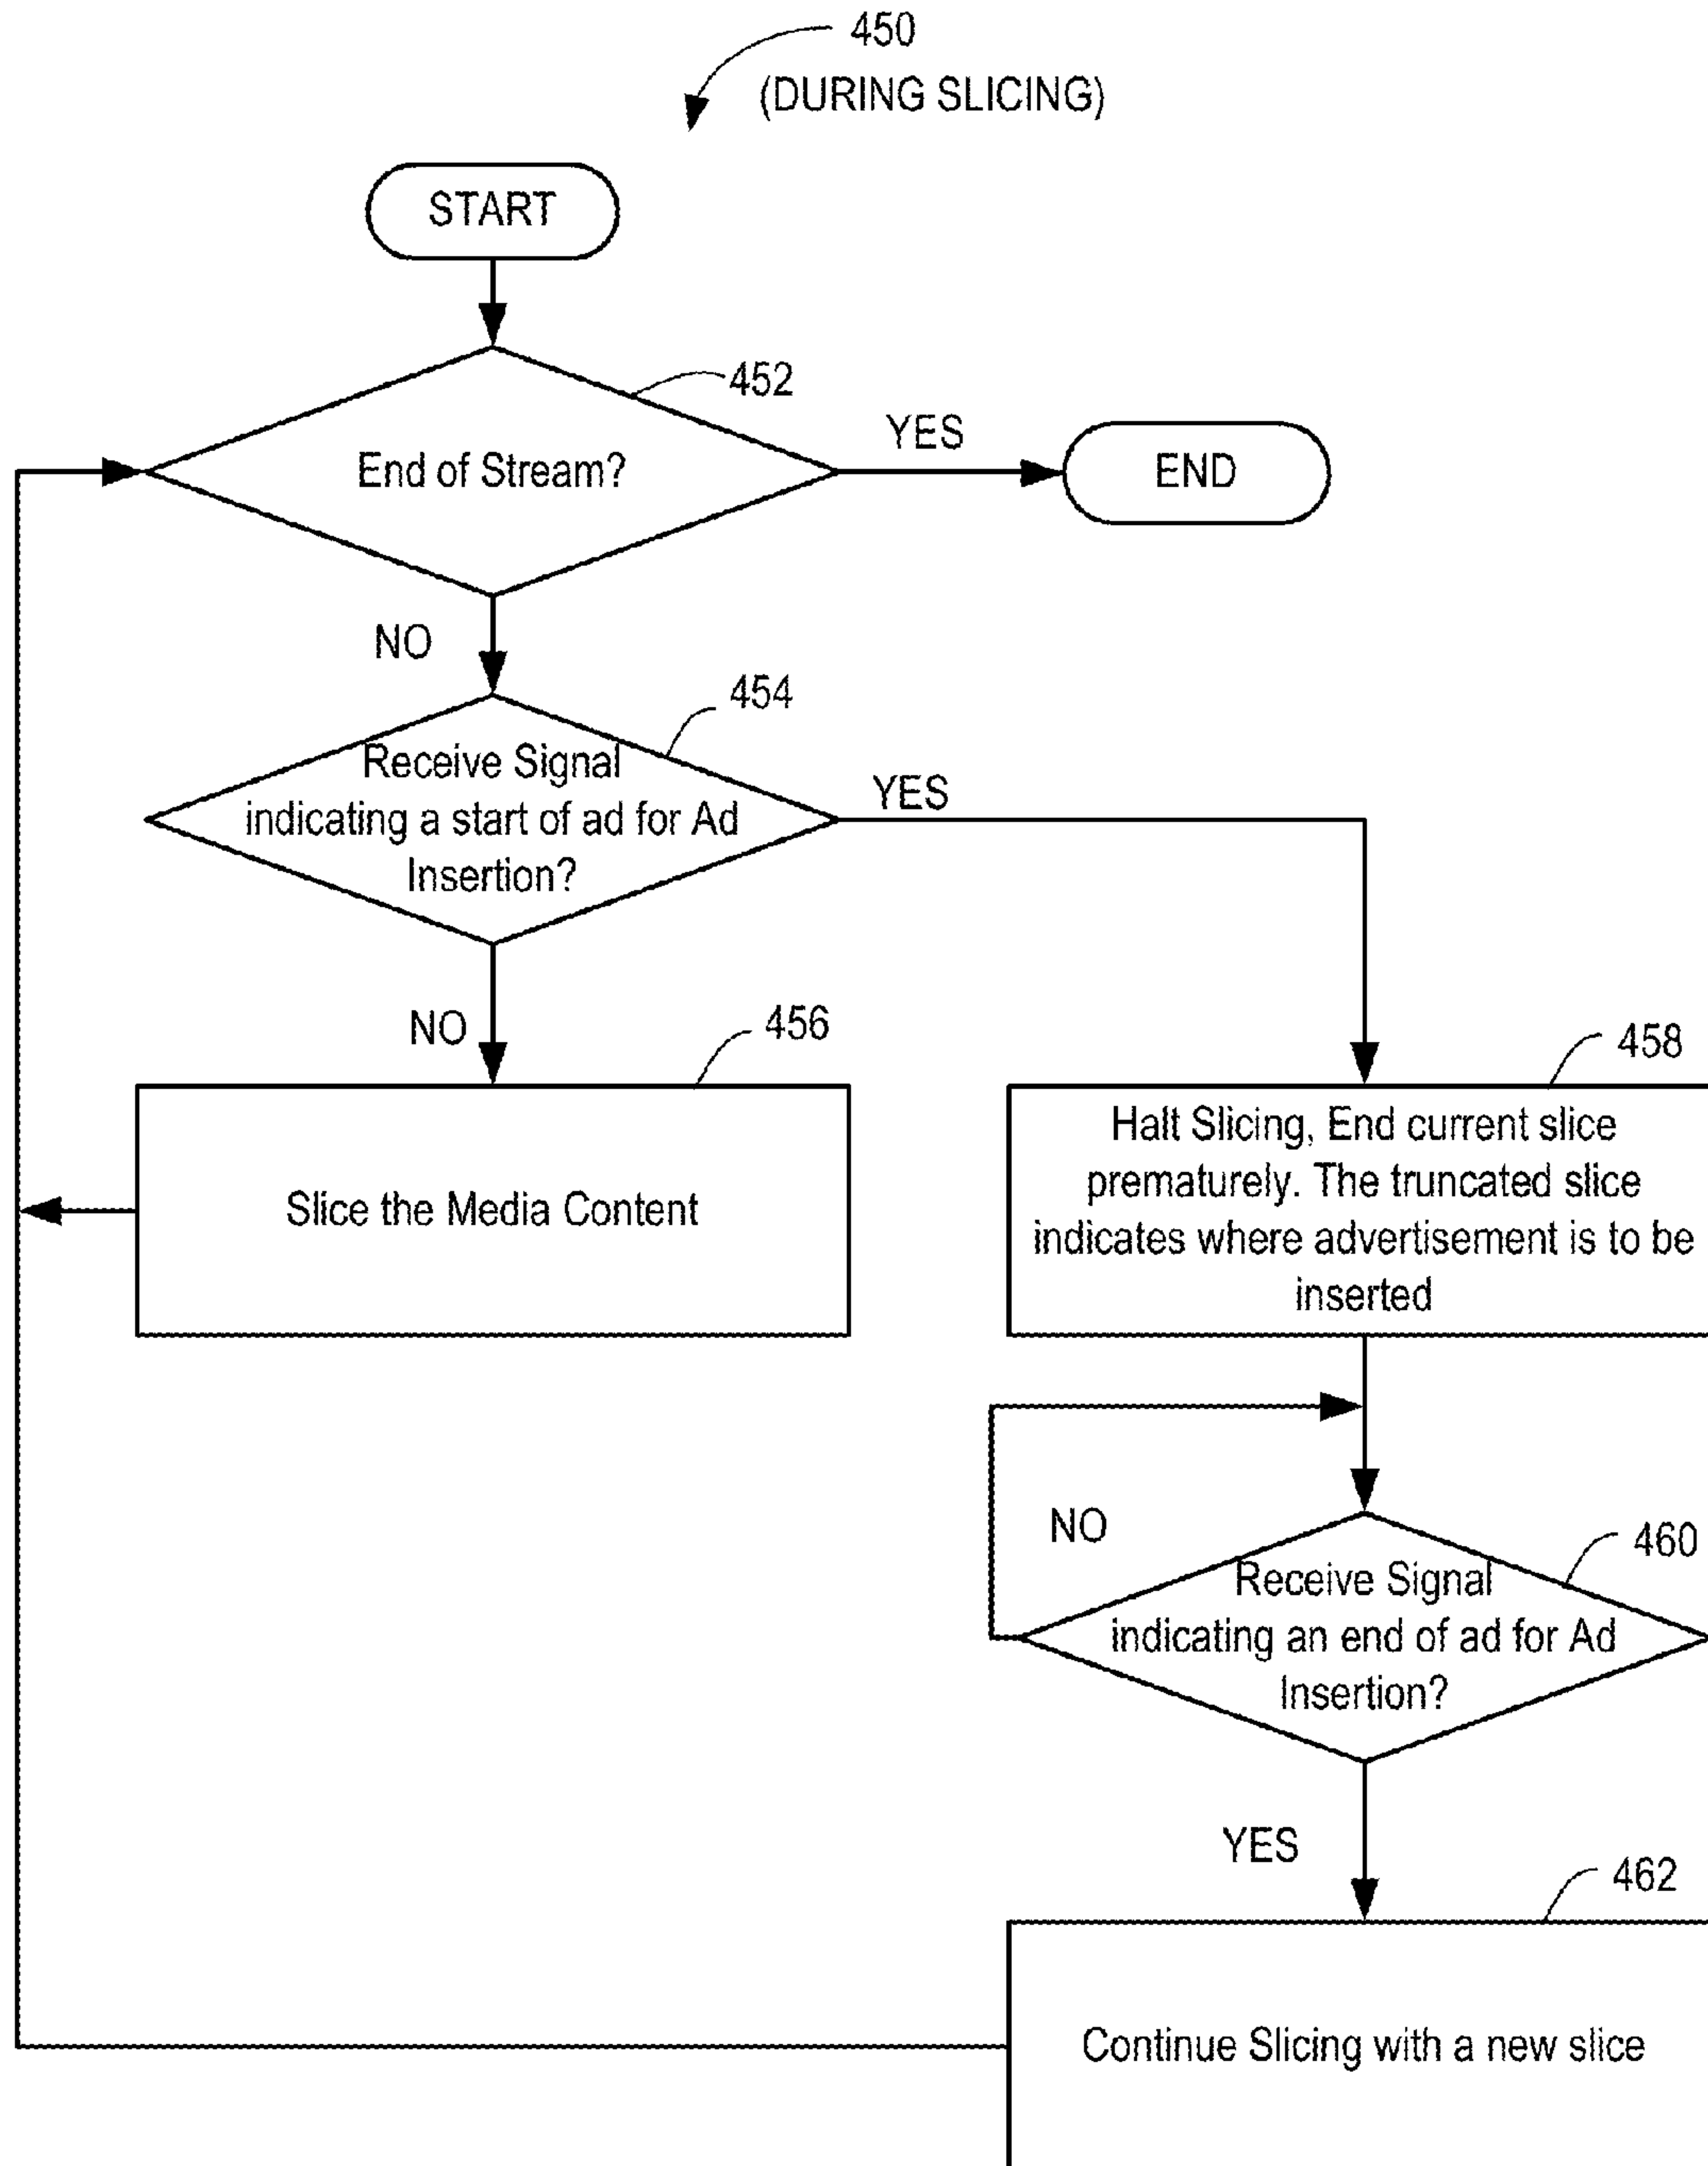 450
(DURING SLICING)
START
452
End of Stream?
YES
END
NO
454
Receive Signal
indicating a start of ad for Ad
Insertion?
YES
NO
456
Slice the Media Content
458
Halt Slicing, End current slice
prematurely. The truncated slice
indicates where advertisement is to be
inserted
NO
460
Receive Signal
indicating an end of ad for Ad
Insertion?
YES
462
Continue Slicing with a new slice